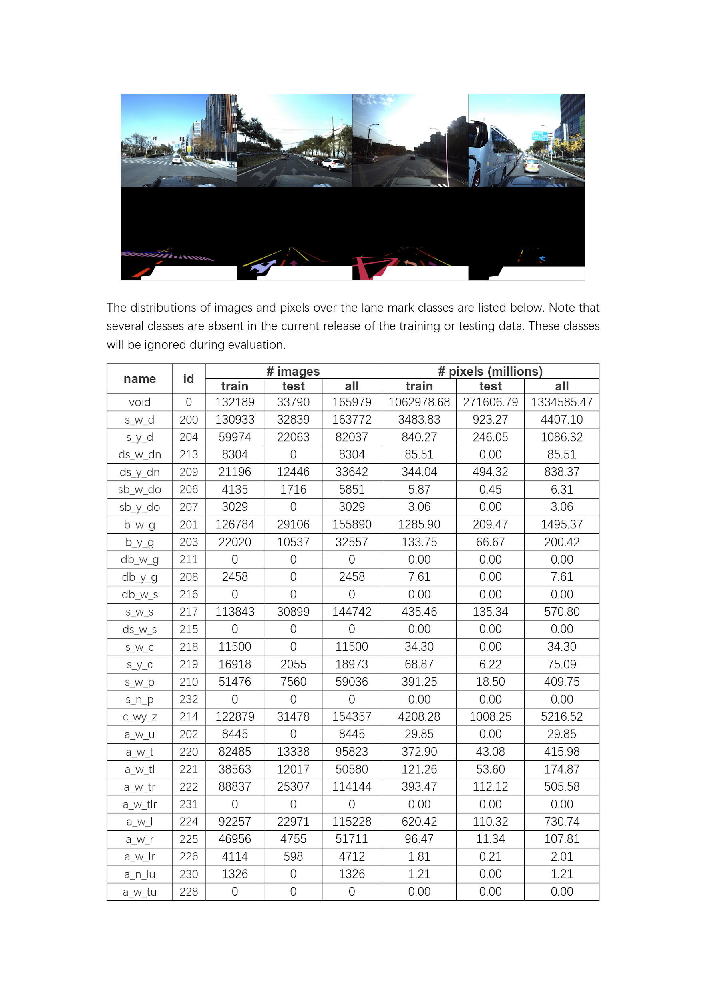 The distributions of images and pixels over the lane mark classes are listed below. Note that
several classes are absent in the current release of the training or testing data. These classes
will be ignored during evaluation.
name id # images # pixels (millions)
train test all train test all
void 0 132189 33790 165979 1062978.68 271606.79 1334585.47
s_w_d 200 130933 32839 163772 3483.83 923.27 4407.10
s_y_d 204 59974 22063 82037 840.27 246.05 1086.32
ds_w_dn 213 8304 0 8304 85.51 0.00 85.51
ds_y_dn 209 21196 12446 33642 344.04 494.32 838.37
sb_w_do 206 4135 1716 5851 5.87 0.45 6.31
sb_y_do 207 3029 0 3029 3.06 0.00 3.06
b_w_g 201 126784 29106 155890 1285.90 209.47 1495.37
b_y_g 203 22020 10537 32557 133.75 66.67 200.42
db_w_g 211 0 0 0 0.00 0.00 0.00
db_y_g 208 2458 0 2458 7.61 0.00 7.61
db_w_s 216 0 0 0 0.00 0.00 0.00
s_w_s 217 113843 30899 144742 435.46 135.34 570.80
ds_w_s 215 0 0 0 0.00 0.00 0.00
s_w_c 218 11500 0 11500 34.30 0.00 34.30
s_y_c 219 16918 2055 18973 68.87 6.22 75.09
s_w_p 210 51476 7560 59036 391.25 18.50 409.75
s_n_p 232 0 0 0 0.00 0.00 0.00
c_wy_z 214 122879 31478 154357 4208.28 1008.25 5216.52
a_w_u 202 8445 0 8445 29.85 0.00 29.85
a_w_t 220 82485 13338 95823 372.90 43.08 415.98
a_w_tl 221 38563 12017 50580 121.26 53.60 174.87
a_w_tr 222 88837 25307 114144 393.47 112.12 505.58
a_w_tlr 231 0 0 0 0.00 0.00 0.00
a_w_l 224 92257 22971 115228 620.42 110.32 730.74
a_w_r 225 46956 4755 51711 96.47 11.34 107.81
a_w_lr 226 4114 598 4712 1.81 0.21 2.01
a_n_lu 230 1326 0 1326 1.21 0.00 1.21
a_w_tu 228 0 0 0 0.00 0.00 0.00